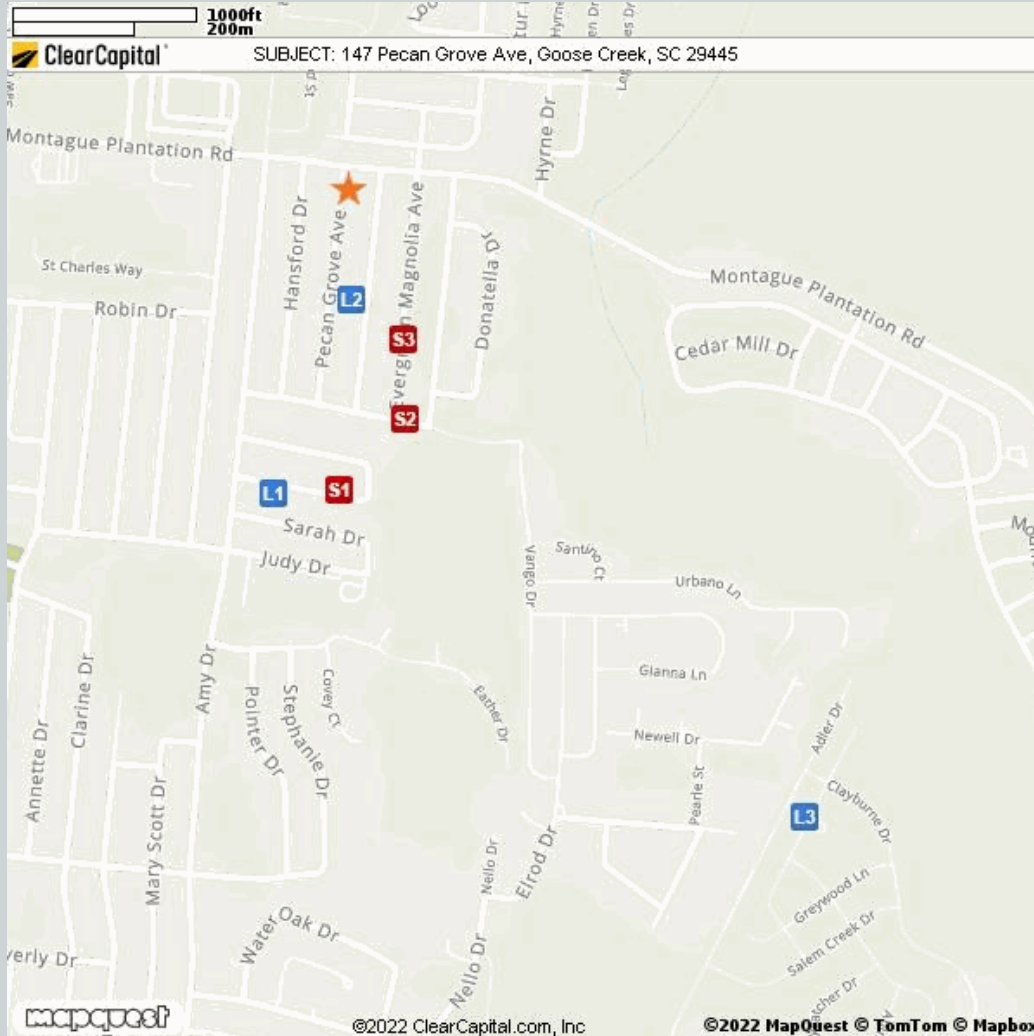 1000ft
200m
ClearCapital
SUBJECT: 147 Pecan Grove Ave, Goose Creek, SC 29445
Hyrne
Montague Plantation Rd
Hyrne Dr
Hansford Dr
Pecan Grove Ave
Magnolia Ave
Donatella Dr
St Charles Way
Robin Dr
L2
S3
S2
Montague Plantation Rd
Cedar Mill Dr
L1
S1
Sarah Dr
Judy Dr
Vango Dr
Santino Ct
Urbano Ln
Gianna Ln
Newell Dr
Pearle St
Adler Dr
Clayburne Dr
L3
Amy Dr
Pointer Dr
Stephanie Dr
Covey Ct
Eather Dr
Annette Dr
Clarine Dr
Mary Scott Dr
Nello Dr
Elrod Dr
Greywood Ln
Salem Creek Dr
Water Oak Dr
Nello Dr
verly Dr
mapquest
©2022 ClearCapital.com, Inc
©2022 MapQuest © TomTom © Mapbox